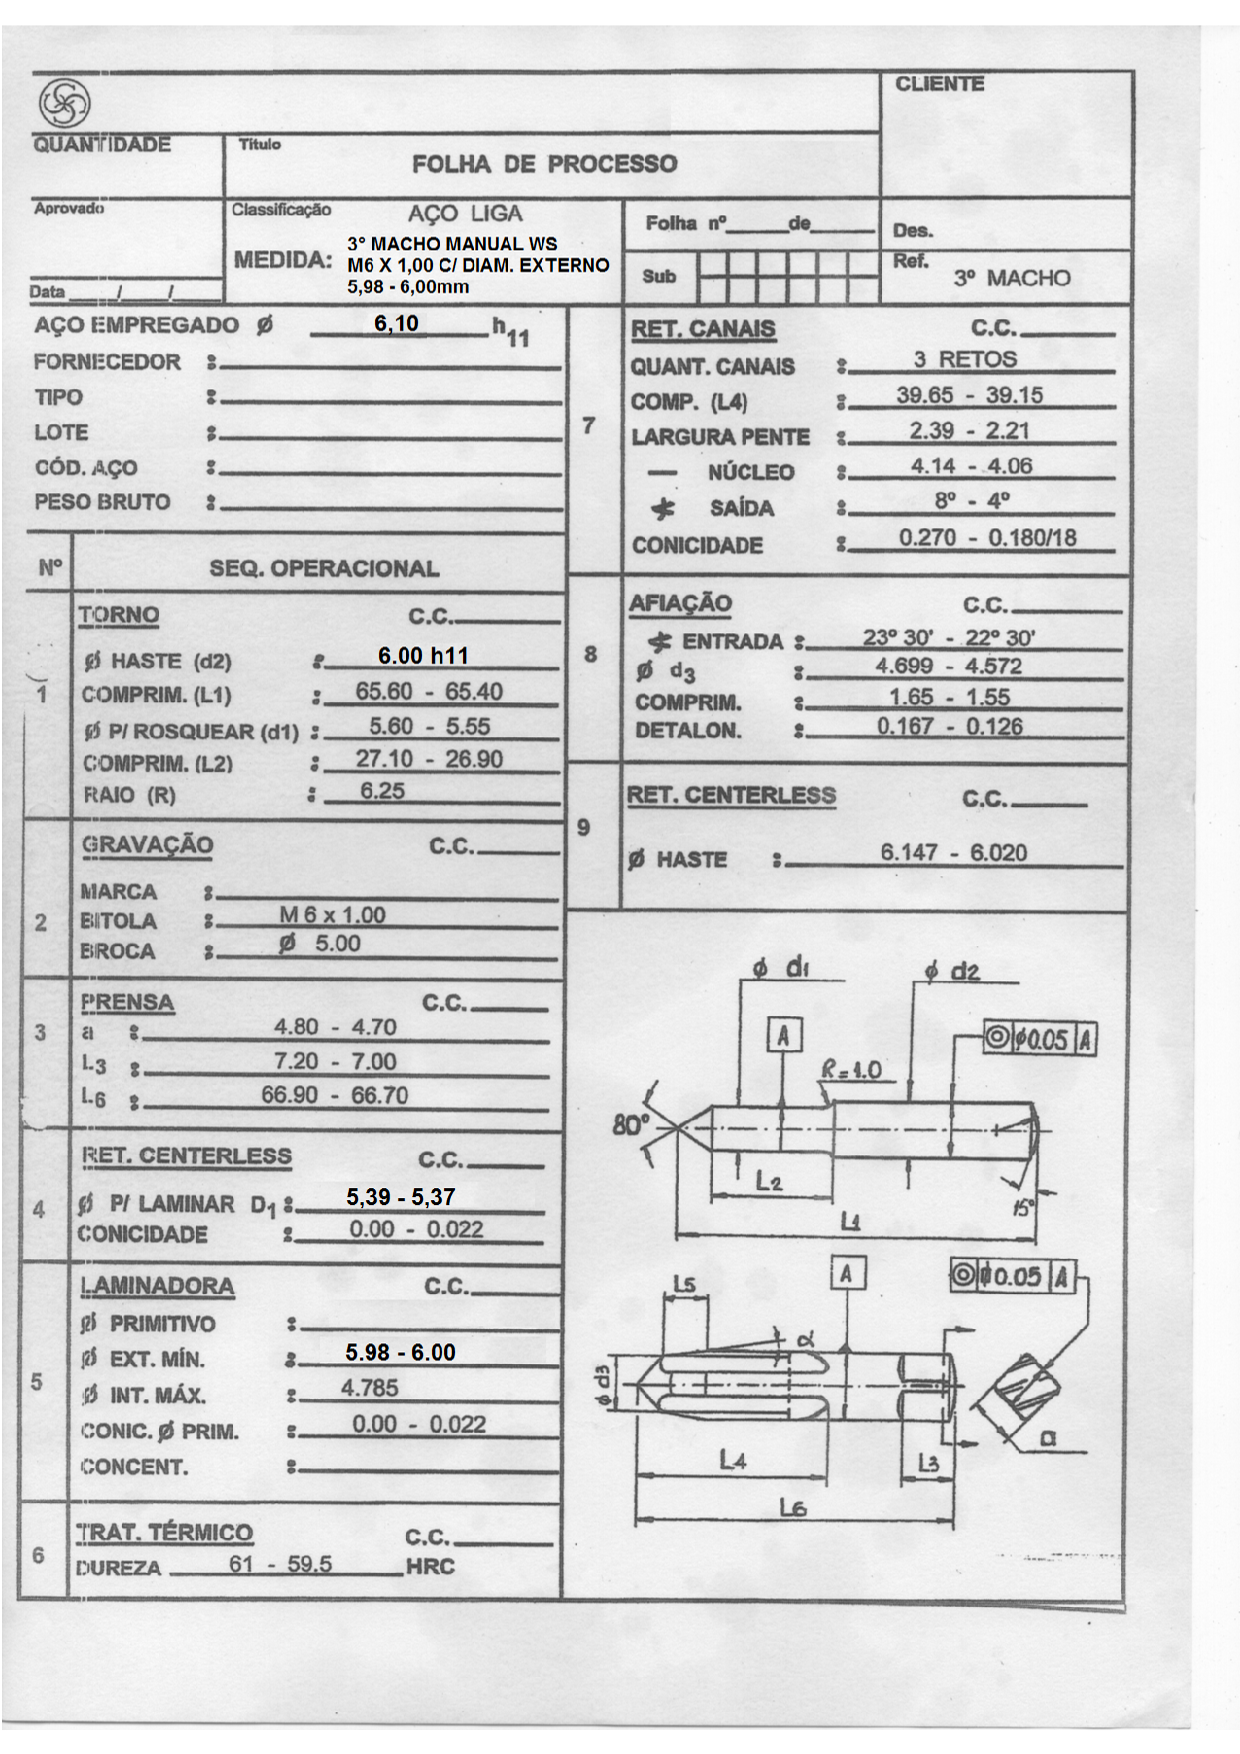 CLIENTE
QUANTIDADE
Título
FOLHA DE PROCESSO
Aprovado
Data ___/___/___
Classificação
AÇO LIGA
MEDIDA:
3° MACHO MANUAL WS
M6 X 1,00 C/ DIAM. EXTERNO
5,98 - 6,00mm
Folha nº______de______
Sub
Des.
Ref.
3º MACHO
AÇO EMPREGADO Ø 6,10 h11
FORNECEDOR :
TIPO :
LOTE :
CÓD. AÇO :
PESO BRUTO :
Nº SEQ. OPERACIONAL
1
TORNO C.C.
Ø HASTE (d2) : 6.00 h11
COMPRIM. (L1) : 65.60 - 65.40
Ø P/ ROSQUEAR (d1) : 5.60 - 5.55
COMPRIM. (L2) : 27.10 - 26.90
RAIO (R) : 6.25
2
GRAVAÇÃO C.C.
MARCA :
BITOLA : M 6 x 1.00
BROCA : Ø 5.00
3
PRENSA C.C.
a : 4.80 - 4.70
L3 : 7.20 - 7.00
L6 : 66.90 - 66.70
4
RET. CENTERLESS C.C.
Ø P/ LAMINAR D1 : 5,39 - 5,37
CONICIDADE : 0.00 - 0.022
5
LAMINADORA C.C.
Ø PRIMITIVO :
Ø EXT. MÍN. : 5.98 - 6.00
Ø INT. MÁX. : 4.785
CONIC. Ø PRIM. : 0.00 - 0.022
CONCENT. :
6
TRAT. TÉRMICO C.C.
DUREZA 61 - 59.5 HRC
7
RET. CANAIS C.C.
QUANT. CANAIS : 3 RETOS
COMP. (L4) : 39.65 - 39.15
LARGURA PENTE : 2.39 - 2.21
— NÚCLEO : 4.14 - 4.06
SAÍDA : 8º - 4º
CONICIDADE : 0.270 - 0.180/18
8
AFIAÇÃO C.C.
ENTRADA : 23º 30' - 22º 30'
Ø d3 : 4.699 - 4.572
COMPRIM. : 1.65 - 1.55
DETALON. : 0.167 - 0.126
9
RET. CENTERLESS C.C.
Ø HASTE : 6.147 - 6.020
ϕ d1
ϕ d2
A
◎ ϕ0.05 A
R=1.0
80°
L2
15°
L1
◎ ϕ0.05 A
A
L5
α
ϕ d3
a
L4
L3
L6